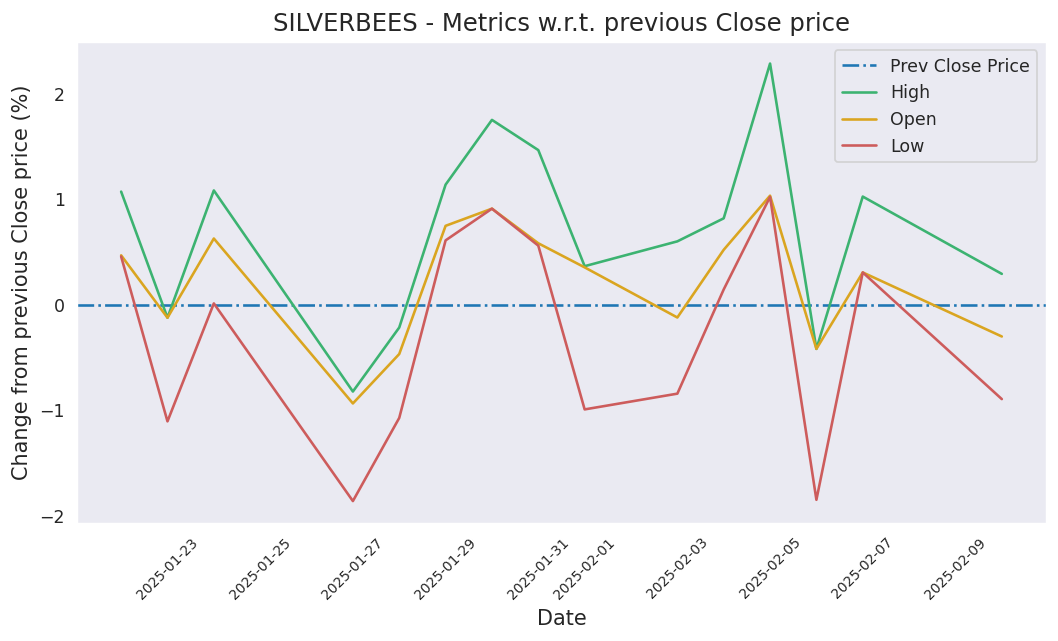 SILVERBEES - Metrics w.r.t. previous Close price
Change from previous Close price (%)
2
1
0
−1
−2
Prev Close Price
High
Open
Low
2025-01-23
2025-01-25
2025-01-27
2025-01-29
2025-01-31
2025-02-01
2025-02-03
2025-02-05
2025-02-07
2025-02-09
Date